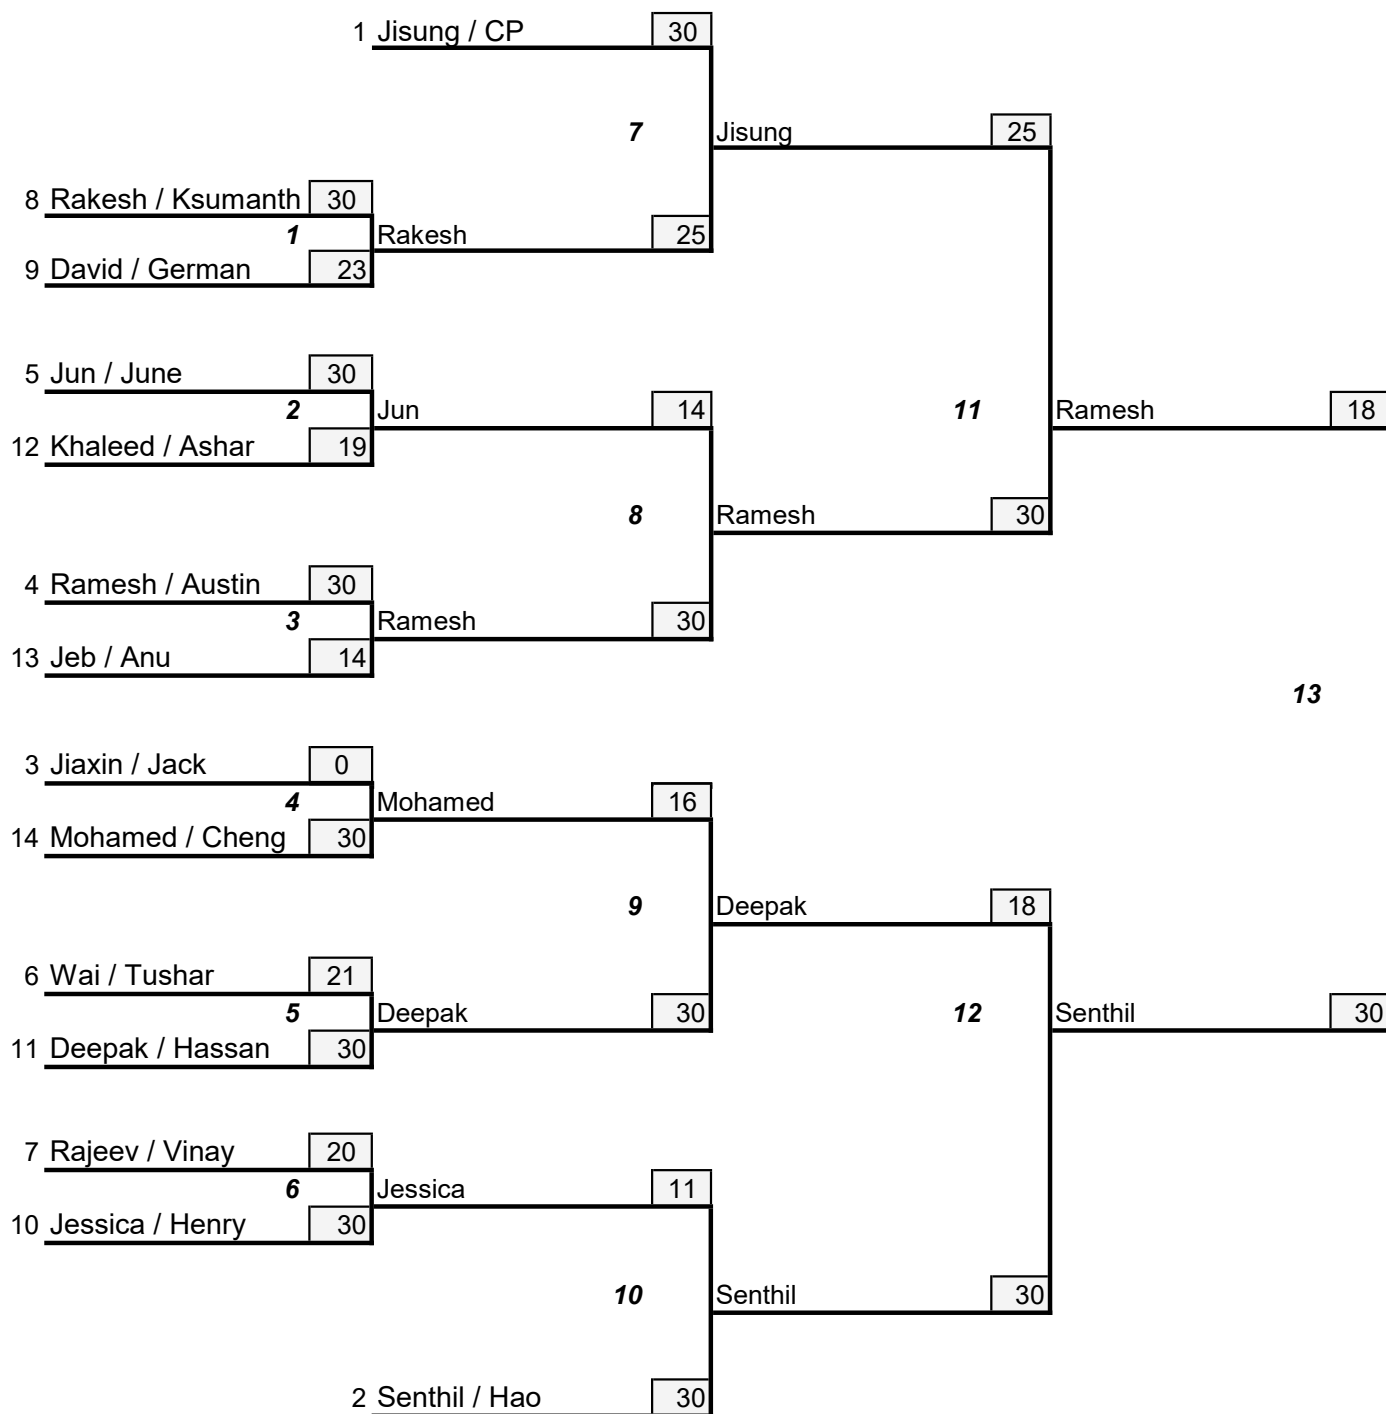 1 Jisung / CP 30
7 Jisung 25
8 Rakesh / Ksumanth 30
1 Rakesh 25
9 David / German 23
5 Jun / June 30
2 Jun 14 11 Ramesh 18
12 Khaleed / Ashar 19
8 Ramesh 30
4 Ramesh / Austin 30
3 Ramesh 30
13 Jeb / Anu 14
13
3 Jiaxin / Jack 0
4 Mohamed 16
14 Mohamed / Cheng 30
9 Deepak 18
6 Wai / Tushar 21
5 Deepak 30 12 Senthil 30
11 Deepak / Hassan 30
7 Rajeev / Vinay 20
6 Jessica 11
10 Jessica / Henry 30
10 Senthil 30
2 Senthil / Hao 30